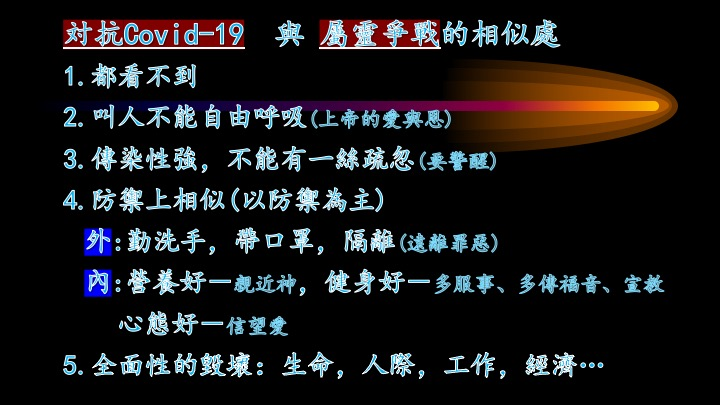 对抗Covid-19 與 屬靈爭戰的相似處
1.都看不到
2.叫人不能自由呼吸(上帝的愛與恩)
3.傳染性強，不能有一絲疏忽(要警醒)
4.防禦上相似(以防禦為主)
外:勤洗手，帶口罩，隔離(遠離罪惡)
內:營養好—親近神，健身好—多服事、多傳福音、宣教
心態好—信望愛
5.全面性的毀壞：生命，人際，工作，經濟…